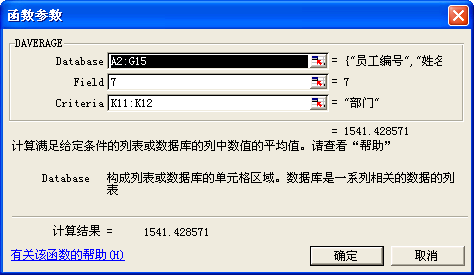 函数参数
DAVERAGE
Database A2:G15 = {"员工编号","姓名
Field 7 = 7
Criteria K11:K12 = "部门"
= 1541.428571
计算满足给定条件的列表或数据库的列中数值的平均值。请查看“帮助”
Database 构成列表或数据库的单元格区域。数据库是一系列相关的数据的列
表
计算结果 = 1541.428571
有关该函数的帮助(H) 确定 取消